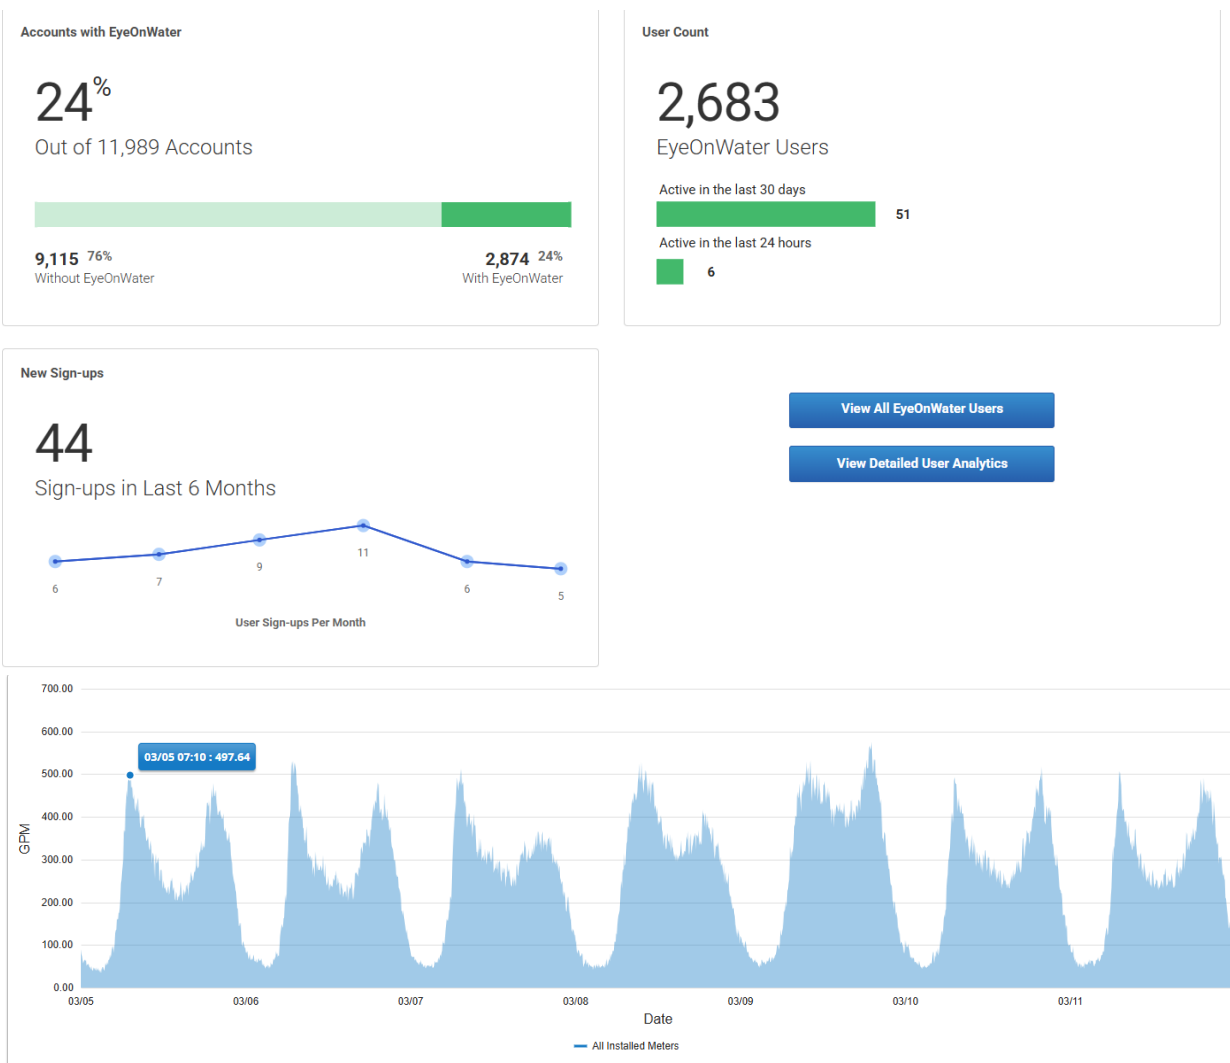 Accounts with EyeOnWater
24%
Out of 11,989 Accounts
9,115 76%
Without EyeOnWater
2,874 24%
With EyeOnWater
User Count
2,683
EyeOnWater Users
Active in the last 30 days
51
Active in the last 24 hours
6
New Sign-ups
44
Sign-ups in Last 6 Months
6
7
9
11
6
5
User Sign-ups Per Month
View All EyeOnWater Users
View Detailed User Analytics
700.00
600.00
500.00
400.00
300.00
200.00
100.00
0.00
GPM
03/05 07:10 : 497.64
03/05
03/06
03/07
03/08
03/09
03/10
03/11
Date
All Installed Meters